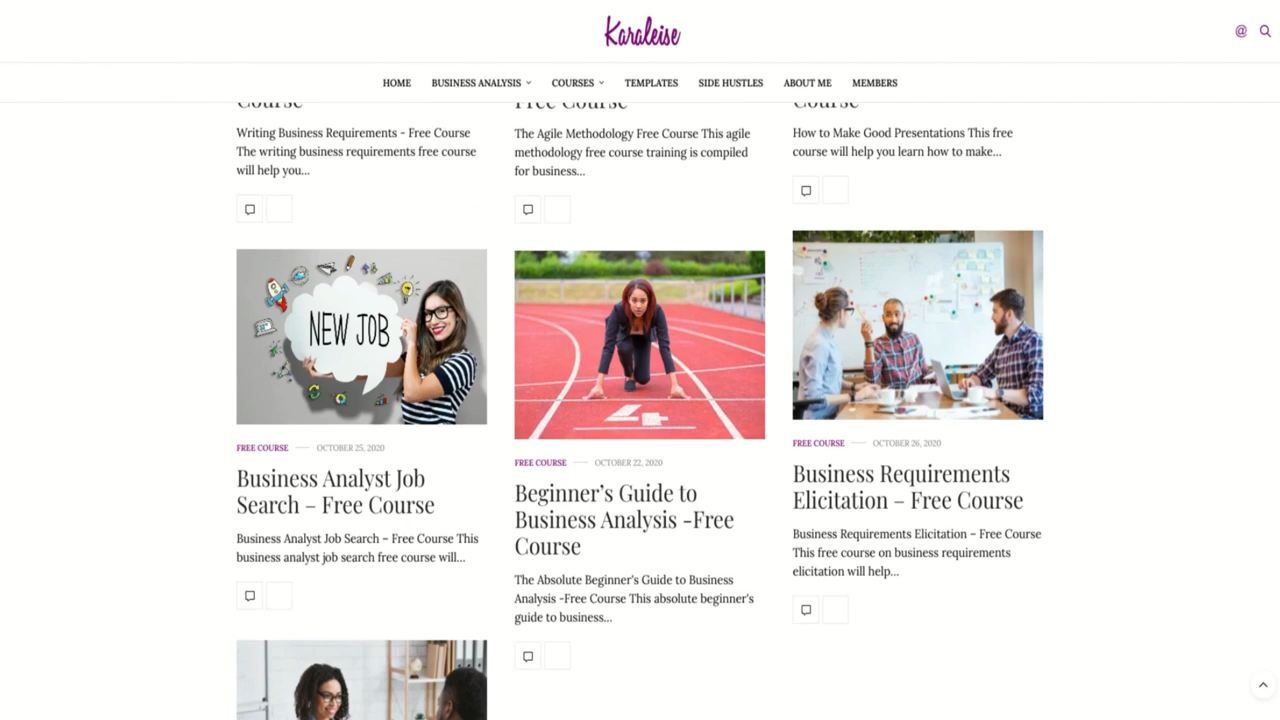 Karaleise
@
HOME BUSINESS ANALYSIS COURSES TEMPLATES SIDE HUSTLES ABOUT ME MEMBERS
Course
Writing Business Requirements - Free Course
The writing business requirements free course
will help you...
Free Course
The Agile Methodology Free Course This agile
methodology free course training is compiled
for business...
Course
How to Make Good Presentations This free
course will help you learn how to make...
NEW JOB
FREE COURSE OCTOBER 25, 2020
Business Analyst Job
Search – Free Course
Business Analyst Job Search – Free Course This
business analyst job search free course will...
FREE COURSE OCTOBER 22, 2020
Beginner’s Guide to
Business Analysis -Free
Course
The Absolute Beginner's Guide to Business
Analysis -Free Course This absolute beginner's
guide to business...
FREE COURSE OCTOBER 26, 2020
Business Requirements
Elicitation – Free Course
Business Requirements Elicitation – Free Course
This free course on business requirements
elicitation will help...